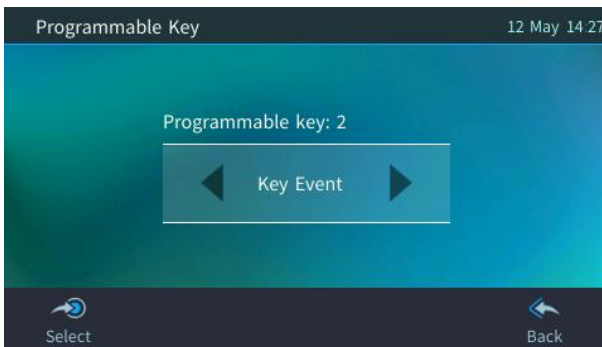 Programmable Key 12 May 14:27
Programmable key: 2
Key Event
Select Back